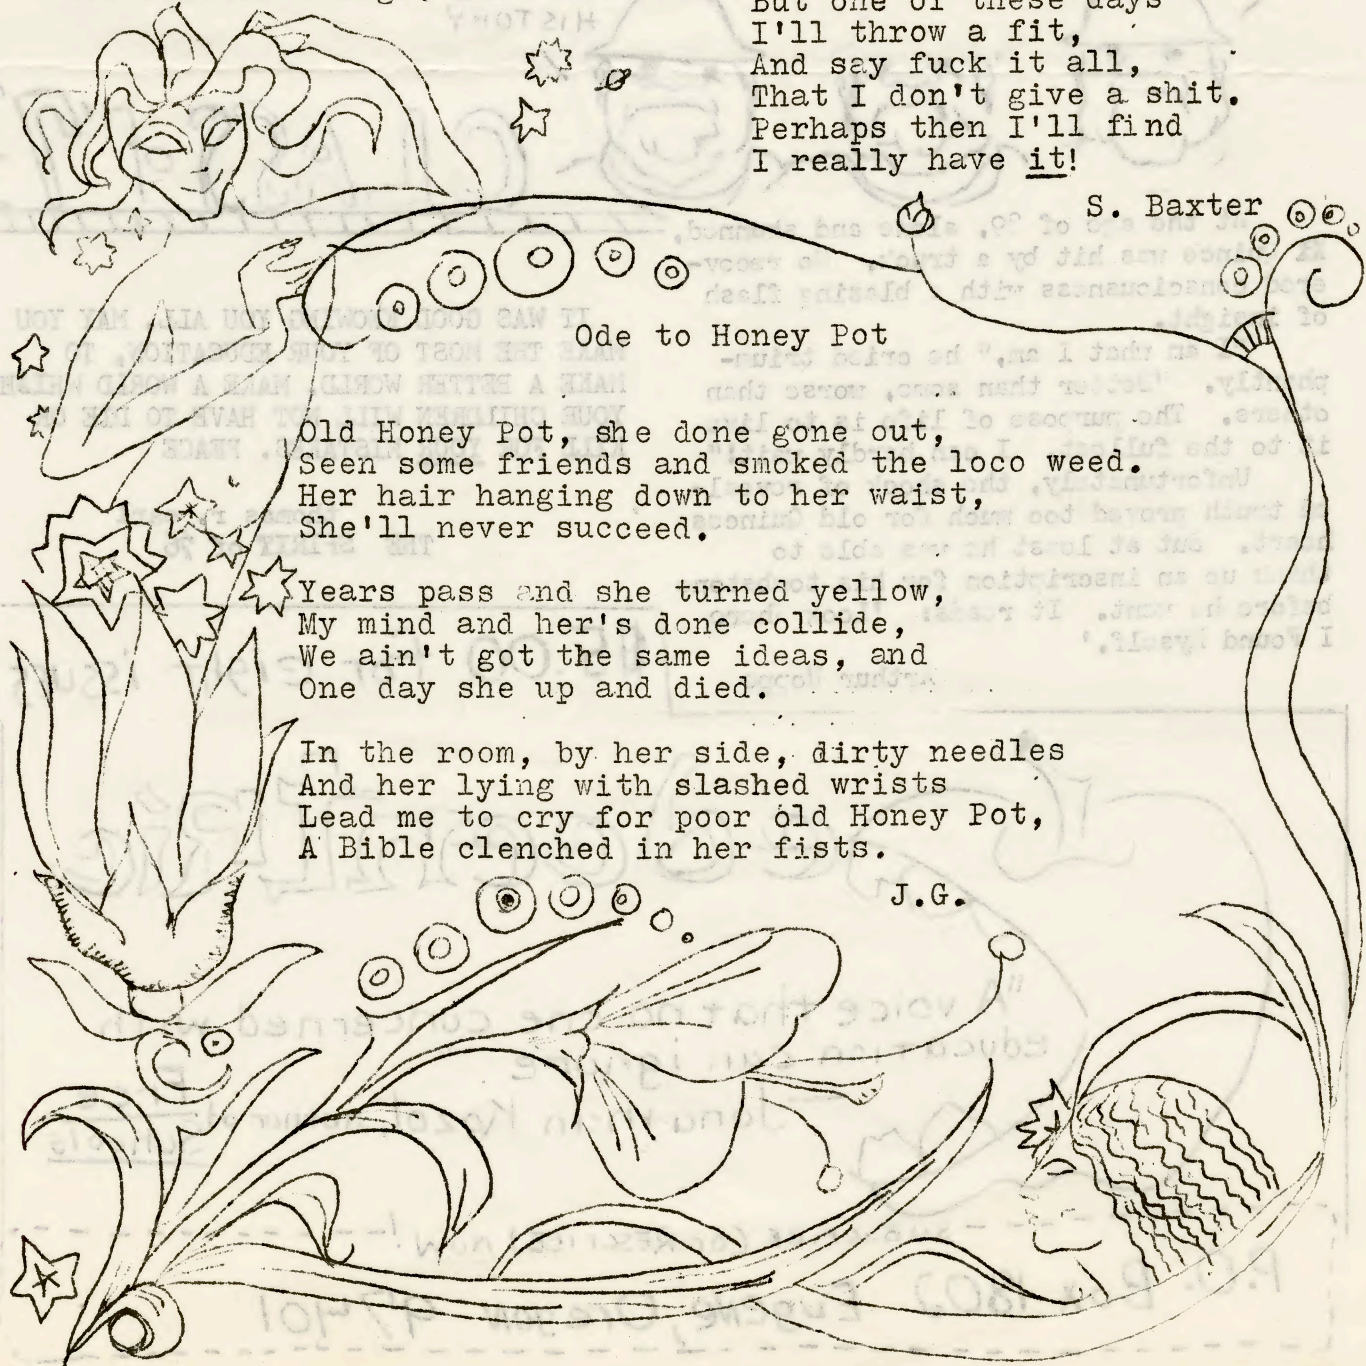 But one of these days
I'll throw a fit,
And say fuck it all,
That I don't give a shit.
Perhaps then I'll find
I really have it!
S. Baxter
Ode to Honey Pot
Old Honey Pot, she done gone out,
Seen some friends and smoked the loco weed.
Her hair hanging down to her waist,
She'll never succeed.
Years pass and she turned yellow,
My mind and her's done collide,
We ain't got the same ideas, and
One day she up and died.
In the room, by her side, dirty needles
And her lying with slashed wrists
Lead me to cry for poor old Honey Pot,
A Bible clenched in her fists.
J.G.